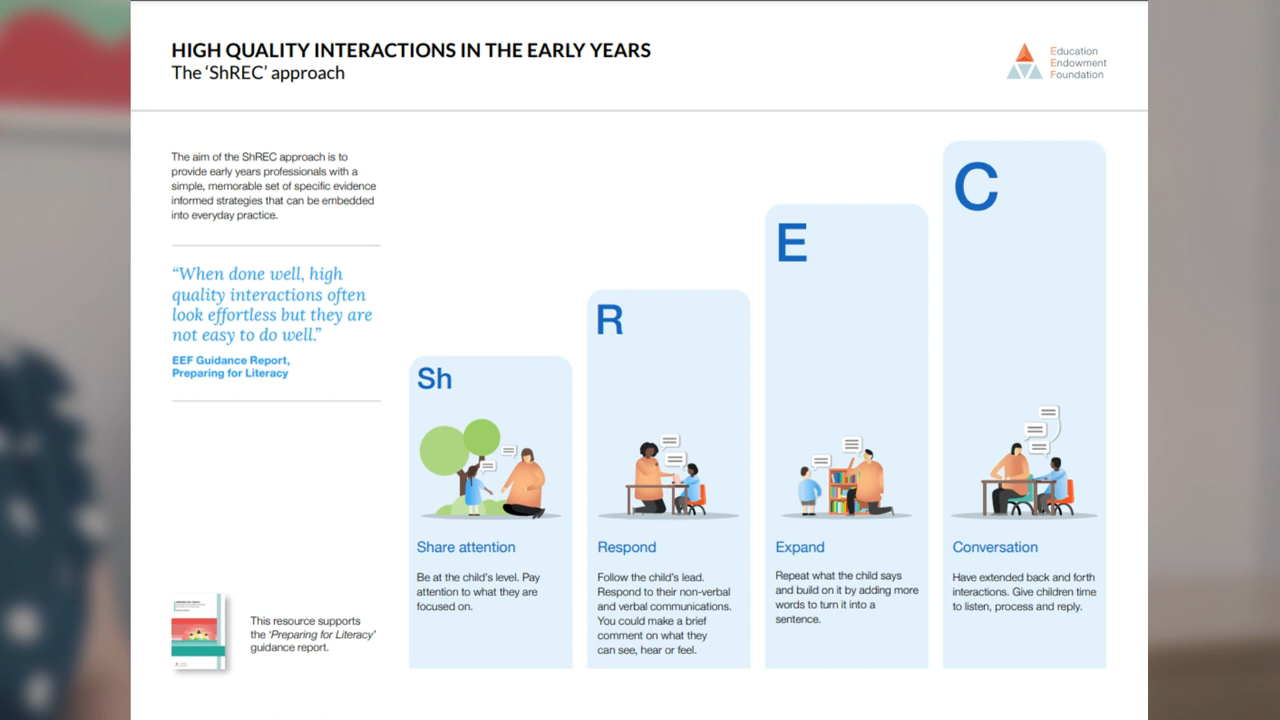 HIGH QUALITY INTERACTIONS IN THE EARLY YEARS
The ‘ShREC’ approach
Education
Endowment
Foundation
The aim of the ShREC approach is to
provide early years professionals with a
simple, memorable set of specific evidence
informed strategies that can be embedded
into everyday practice.
“When done well, high
quality interactions often
look effortless but they are
not easy to do well.”
EEF Guidance Report,
Preparing for Literacy
This resource supports
the ‘Preparing for Literacy’
guidance report.
Sh
Share attention
Be at the child’s level. Pay
attention to what they are
focused on.
R
Respond
Follow the child’s lead.
Respond to their non-verbal
and verbal communications.
You could make a brief
comment on what they
can see, hear or feel.
E
Expand
Repeat what the child says
and build on it by adding more
words to turn it into a
sentence.
C
Conversation
Have extended back and forth
interactions. Give children time
to listen, process and reply.